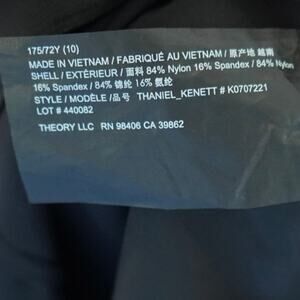 175/72Y (10)
MADE IN VIETNAM / FABRIQUÉ AU VIETNAM / 原产地 越南
SHELL / EXTÉRIEUR / 面料 84% Nylon 16% Spandex / 84% Nylon
16% Spandex / 84% 锦纶 16% 氨纶
STYLE / MODÈLE /品号 THANIEL_KENETT # K0707221
LOT # 440082
THEORY LLC RN 98406 CA 39862